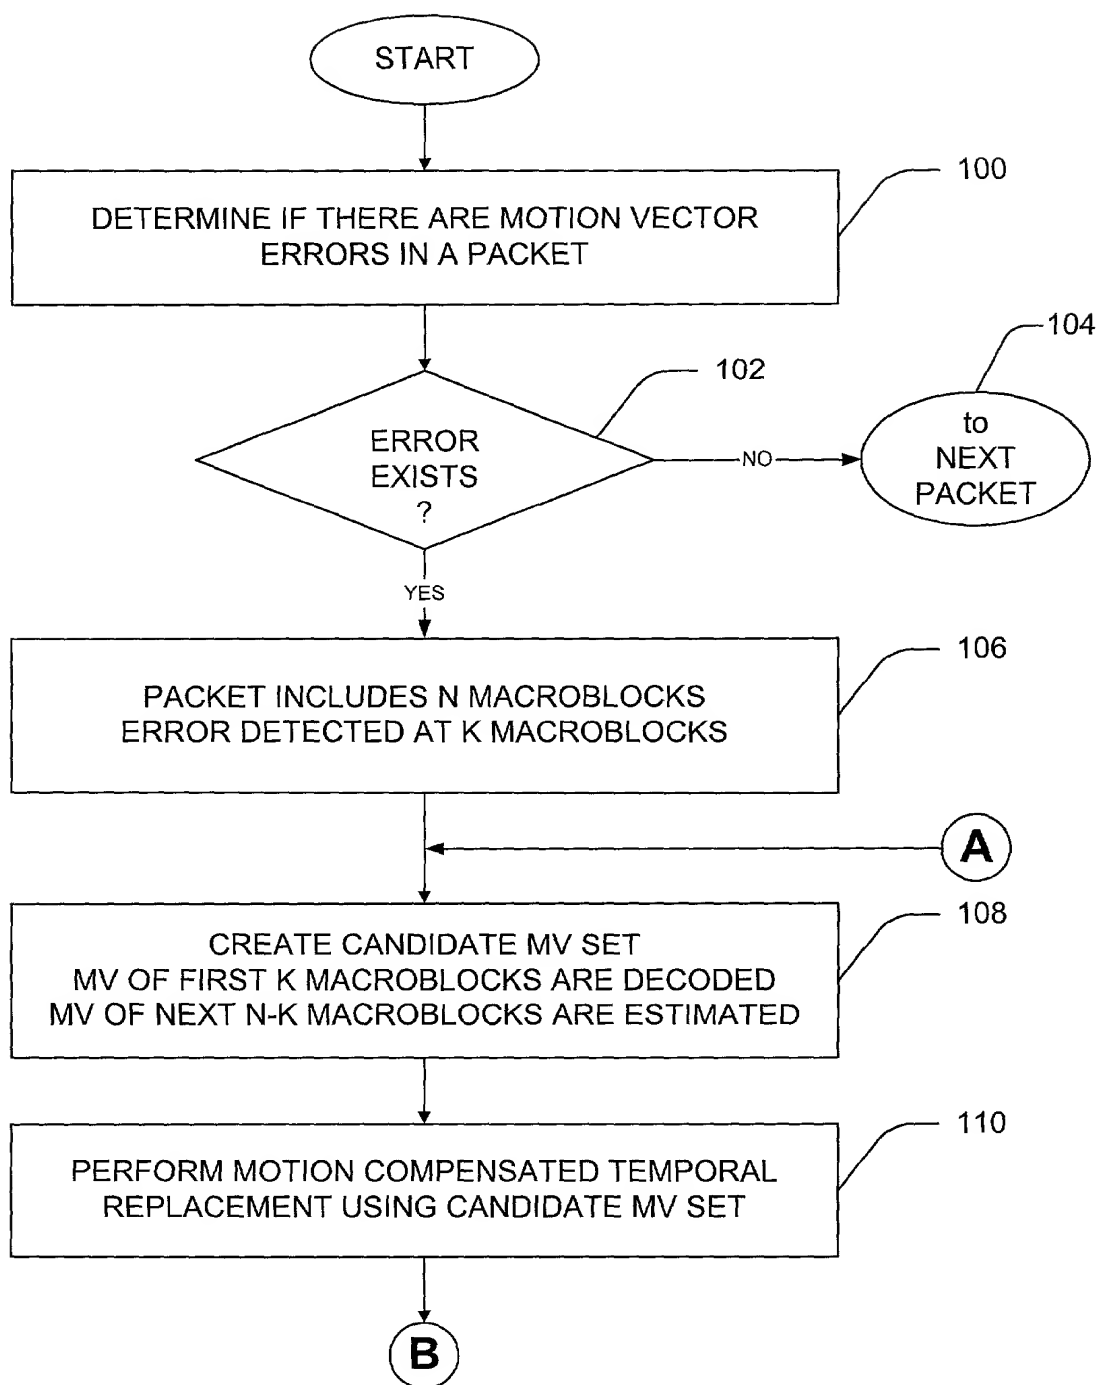 START
100
DETERMINE IF THERE ARE MOTION VECTOR
ERRORS IN A PACKET
104
102
ERROR
EXISTS
?
NO
to
NEXT
PACKET
YES
106
PACKET INCLUDES N MACROBLOCKS
ERROR DETECTED AT K MACROBLOCKS
A
108
CREATE CANDIDATE MV SET
MV OF FIRST K MACROBLOCKS ARE DECODED
MV OF NEXT N-K MACROBLOCKS ARE ESTIMATED
110
PERFORM MOTION COMPENSATED TEMPORAL
REPLACEMENT USING CANDIDATE MV SET
B